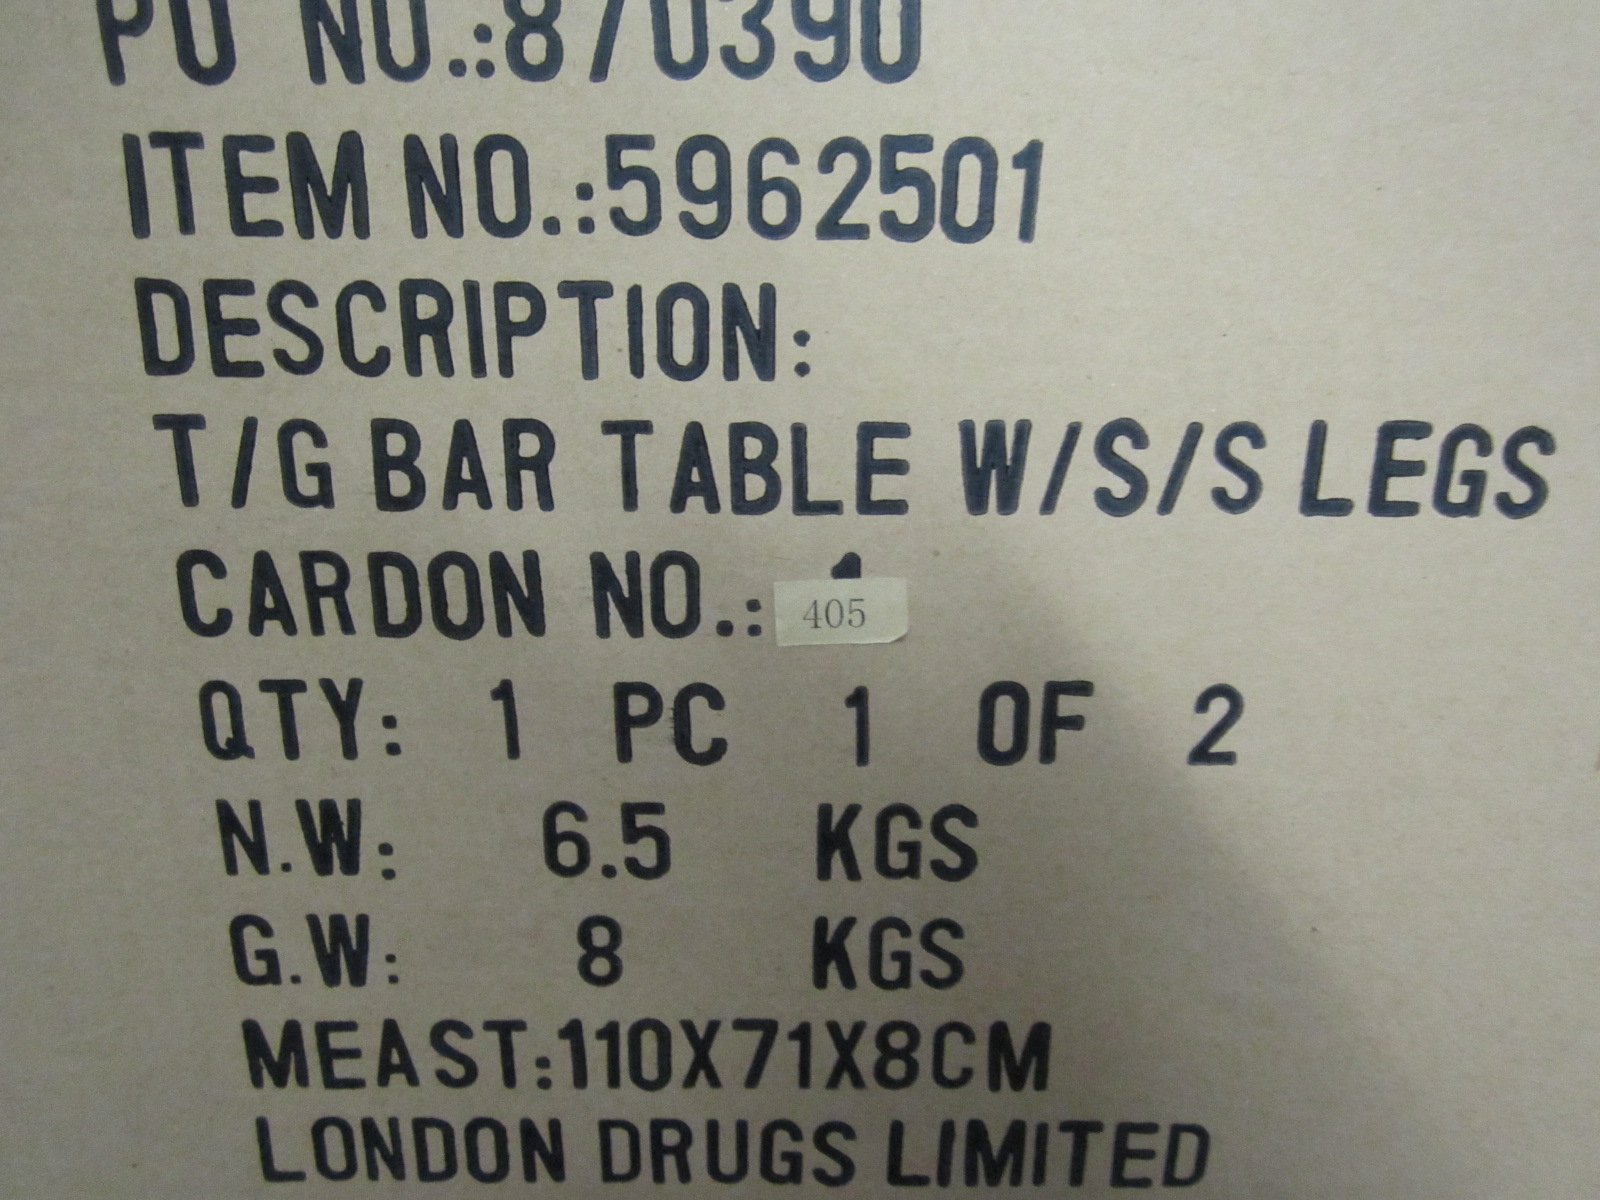 PO NO.:870390
ITEM NO.:5962501
DESCRIPTION:
T/G BAR TABLE W/S/S LEGS
CARDON NO.: 405
QTY: 1 PC 1 OF 2
N.W: 6.5 KGS
G.W: 8 KGS
MEAST:110X71X8CM
LONDON DRUGS LIMITED